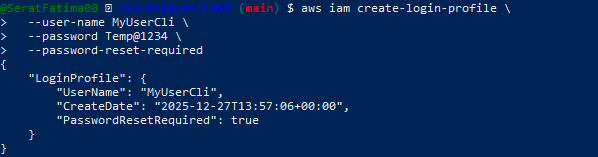 @SeratFatima00 /workspaces/Lab8 (main) $ aws iam create-login-profile \
>   --user-name MyUserCli \
>   --password Temp@1234 \
>   --password-reset-required
{
    "LoginProfile": {
        "UserName": "MyUserCli",
        "CreateDate": "2025-12-27T13:57:06+00:00",
        "PasswordResetRequired": true
    }
}